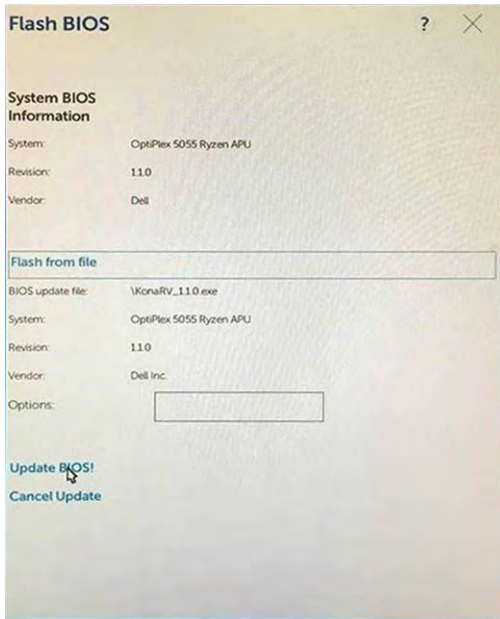 Flash BIOS ?
System BIOS
Information
System: OptiPlex 5055 Ryzen APU
Revision: 1.1.0
Vendor: Dell
Flash from file
BIOS update file: \KonaRV_1.1.0.exe
System: OptiPlex 5055 Ryzen APU
Revision: 1.1.0
Vendor: Dell Inc.
Options:
Update BIOS!
Cancel Update